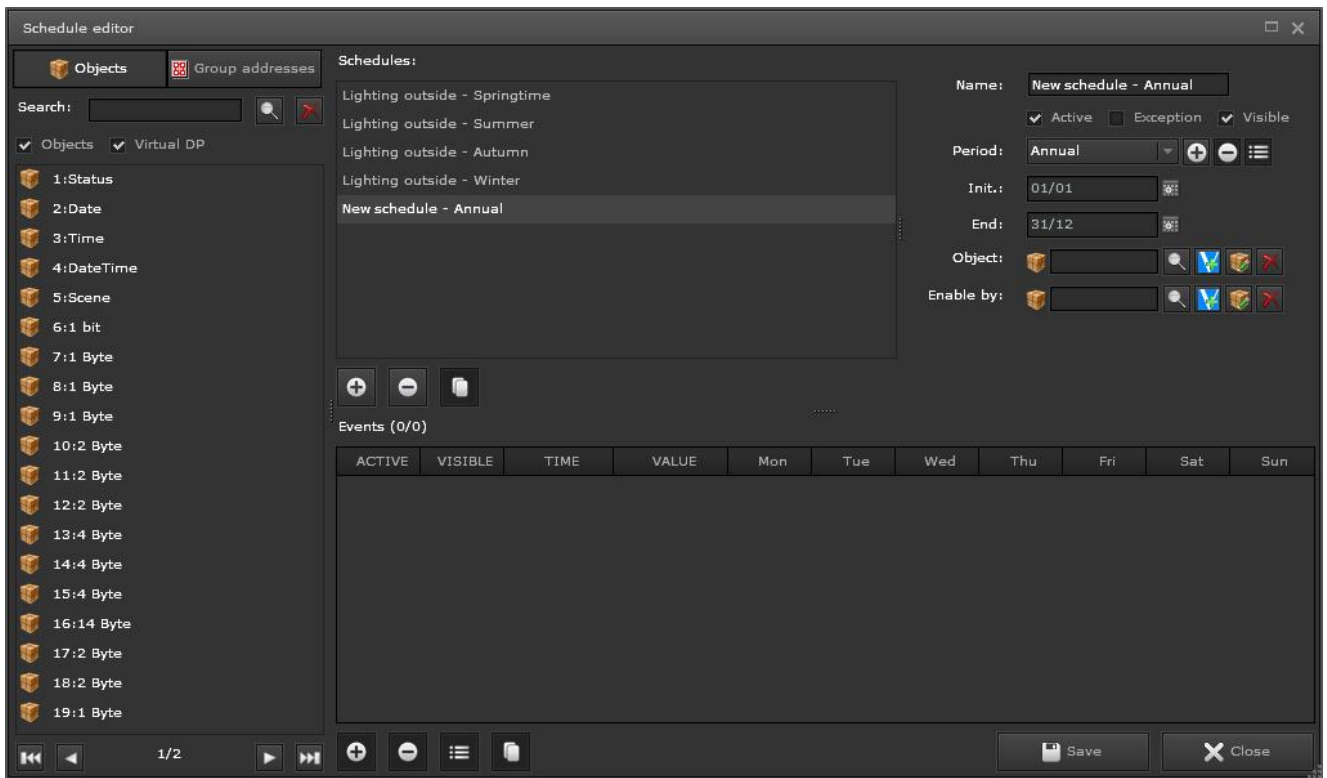 Schedule editor
Objects
Group addresses
Search:
Objects
Virtual DP
1:Status
2:Date
3:Time
4:DateTime
5:Scene
6:1 bit
7:1 Byte
8:1 Byte
9:1 Byte
10:2 Byte
11:2 Byte
12:2 Byte
13:4 Byte
14:4 Byte
15:4 Byte
16:14 Byte
17:2 Byte
18:2 Byte
19:1 Byte
1/2
Schedules:
Lighting outside - Springtime
Lighting outside - Summer
Lighting outside - Autumn
Lighting outside - Winter
New schedule - Annual
Name: New schedule - Annual
Active Exception Visible
Period: Annual
Init.: 01/01
End: 31/12
Object:
Enable by:
Events (0/0)
ACTIVE VISIBLE TIME VALUE Mon Tue Wed Thu Fri Sat Sun
Save
Close